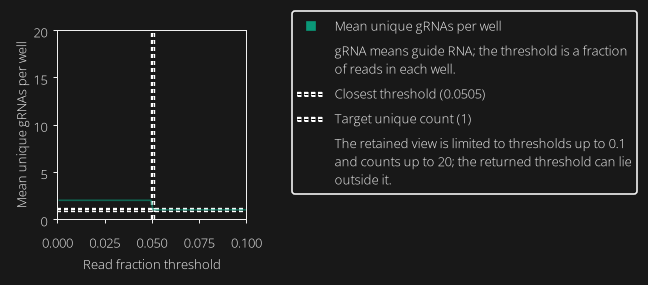 20
15
10
5
0
Mean unique gRNAs per well
0.000 0.025 0.050 0.075 0.100
Read fraction threshold
Mean unique gRNAs per well
gRNA means guide RNA; the threshold is a fraction
of reads in each well.
Closest threshold (0.0505)
Target unique count (1)
The retained view is limited to thresholds up to 0.1
and counts up to 20; the returned threshold can lie
outside it.